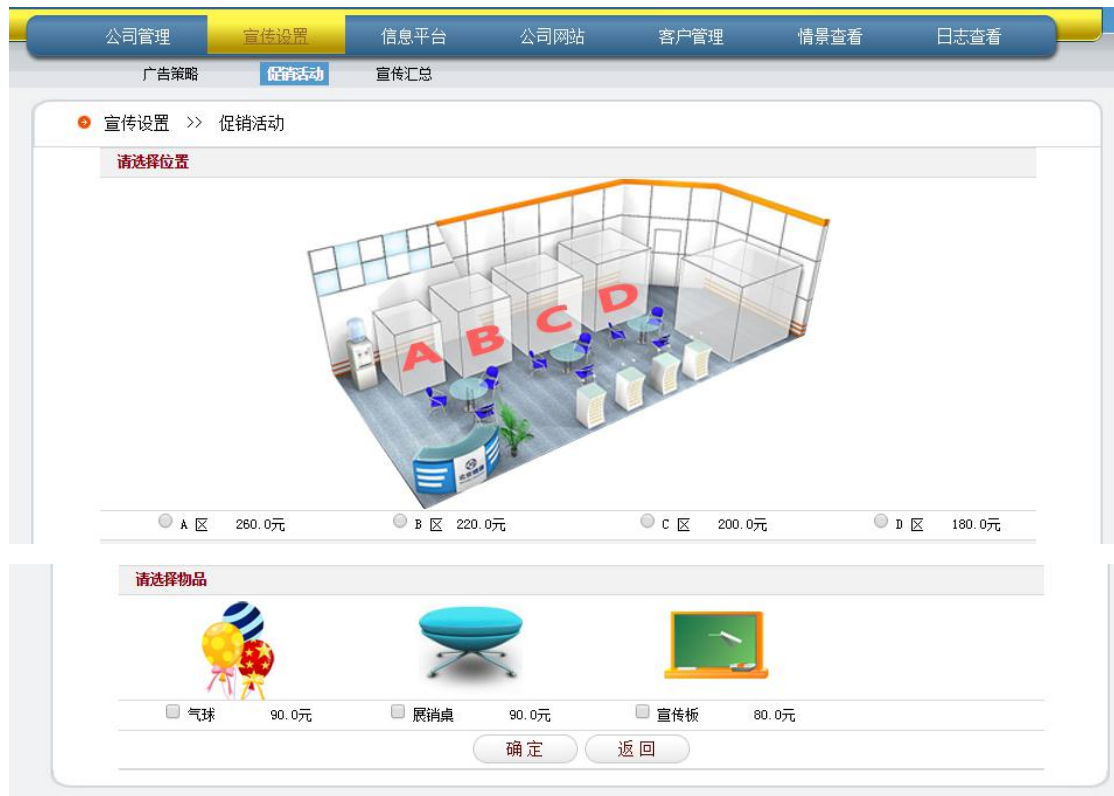 公司管理 宣传设置 信息平台 公司网站 客户管理 情景查看 日志查看
广告策略 促销活动 宣传汇总
宣传设置 >> 促销活动
请选择位置
A B C D
A 区 260.0元 B 区 220.0元 C 区 200.0元 D 区 180.0元
请选择物品
气球 90.0元 展销桌 90.0元 宣传板 80.0元
确定 返回